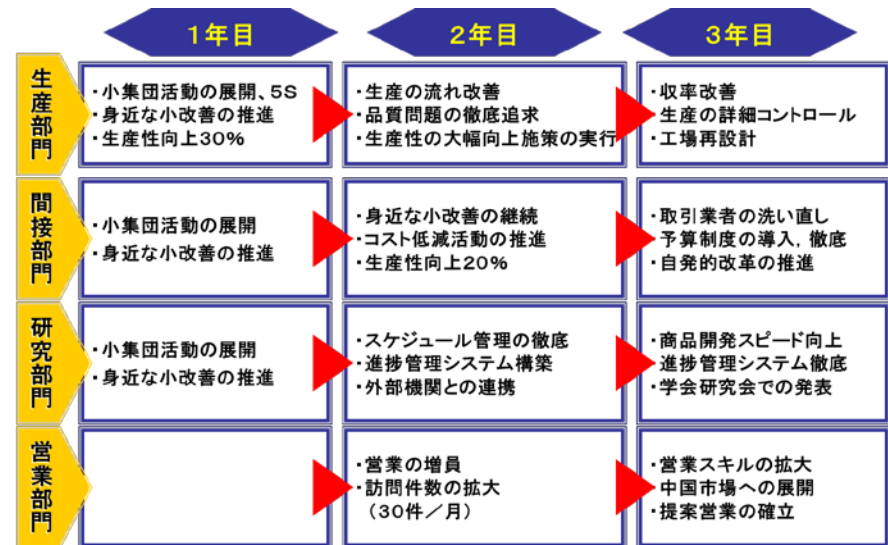 1年目
2年目
3年目
生産部門
・小集団活動の展開、5S
・身近な小改善の推進
・生産性向上30%
・生産の流れ改善
・品質問題の徹底追求
・生産性の大幅向上施策の実行
・収率改善
・生産の詳細コントロール
・工場再設計
間接部門
・小集団活動の展開
・身近な小改善の推進
・身近な小改善の継続
・コスト低減活動の推進
・生産性向上20%
・取引業者の洗い直し
・予算制度の導入，徹底
・自発的改革の推進
研究部門
・小集団活動の展開
・身近な小改善の推進
・スケジュール管理の徹底
・進捗管理システム構築
・外部機関との連携
・商品開発スピード向上
・進捗管理システム徹底
・学会研究会での発表
営業部門
・営業の増員
・訪問件数の拡大
（30件／月）
・営業スキルの拡大
・中国市場への展開
・提案営業の確立